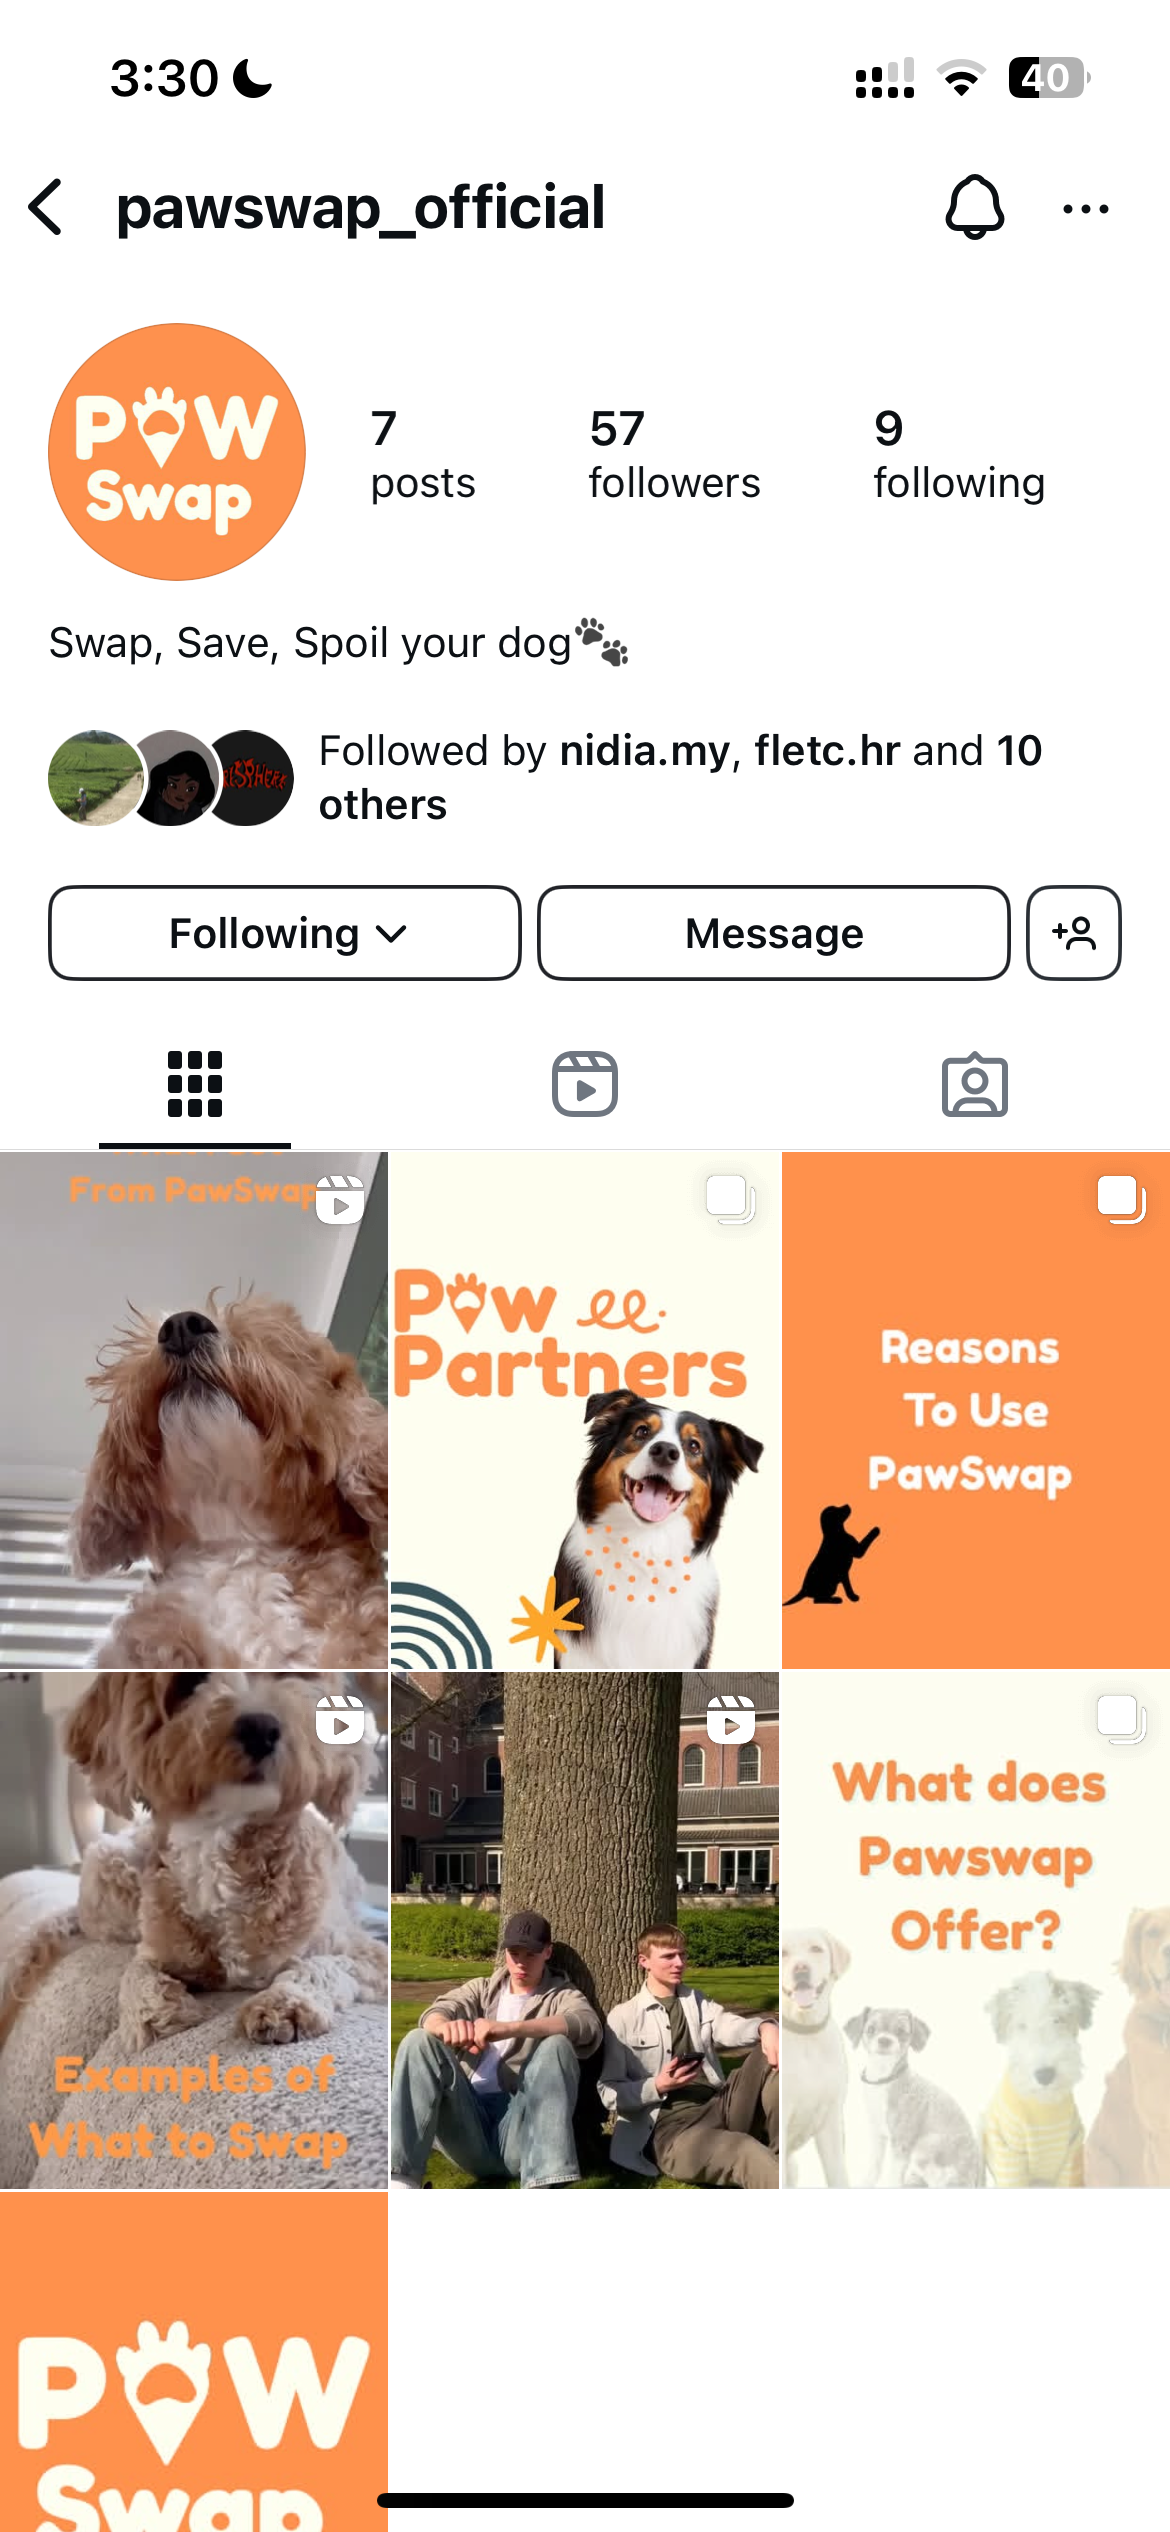 3:30
40
pawswap_official
PAW
Swap
7
posts
57
followers
9
following
Swap, Save, Spoil your dog🐾
Followed by nidia.my, fletc.hr and 10
others
Following
Message
From PawSwap
Paw
Partners
Reasons
To Use
PawSwap
Examples of
What to Swap
What does
Pawswap
Offer?
PAW
Swap